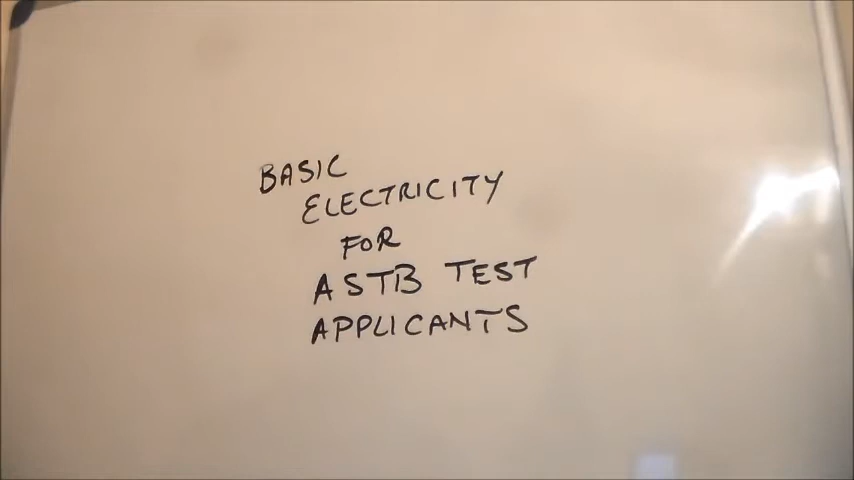 BASIC
ELECTRICITY
FOR
ASTB TEST
APPLICANTS